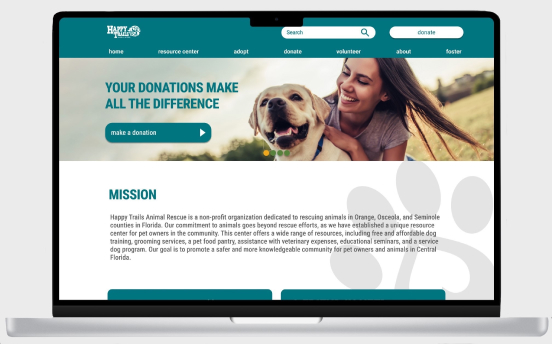 HAPPY TRAILS
Search
donate
home resource center adopt donate volunteer about foster
YOUR DONATIONS MAKE
ALL THE DIFFERENCE
make a donation
MISSION
Happy Trails Animal Rescue is a non-profit organization dedicated to rescuing animals in Orange, Osceola, and Seminole
counties in Florida. Our commitment to animals goes beyond rescue efforts, as we have established a unique resource
center for pet owners in the community. This center offers a wide range of resources, including free and affordable dog
training, grooming services, a pet food pantry, assistance with veterinary expenses, educational seminars, and a service
dog program. Our goal is to promote a safer and more knowledgeable community for pet owners and animals in Central
Florida.